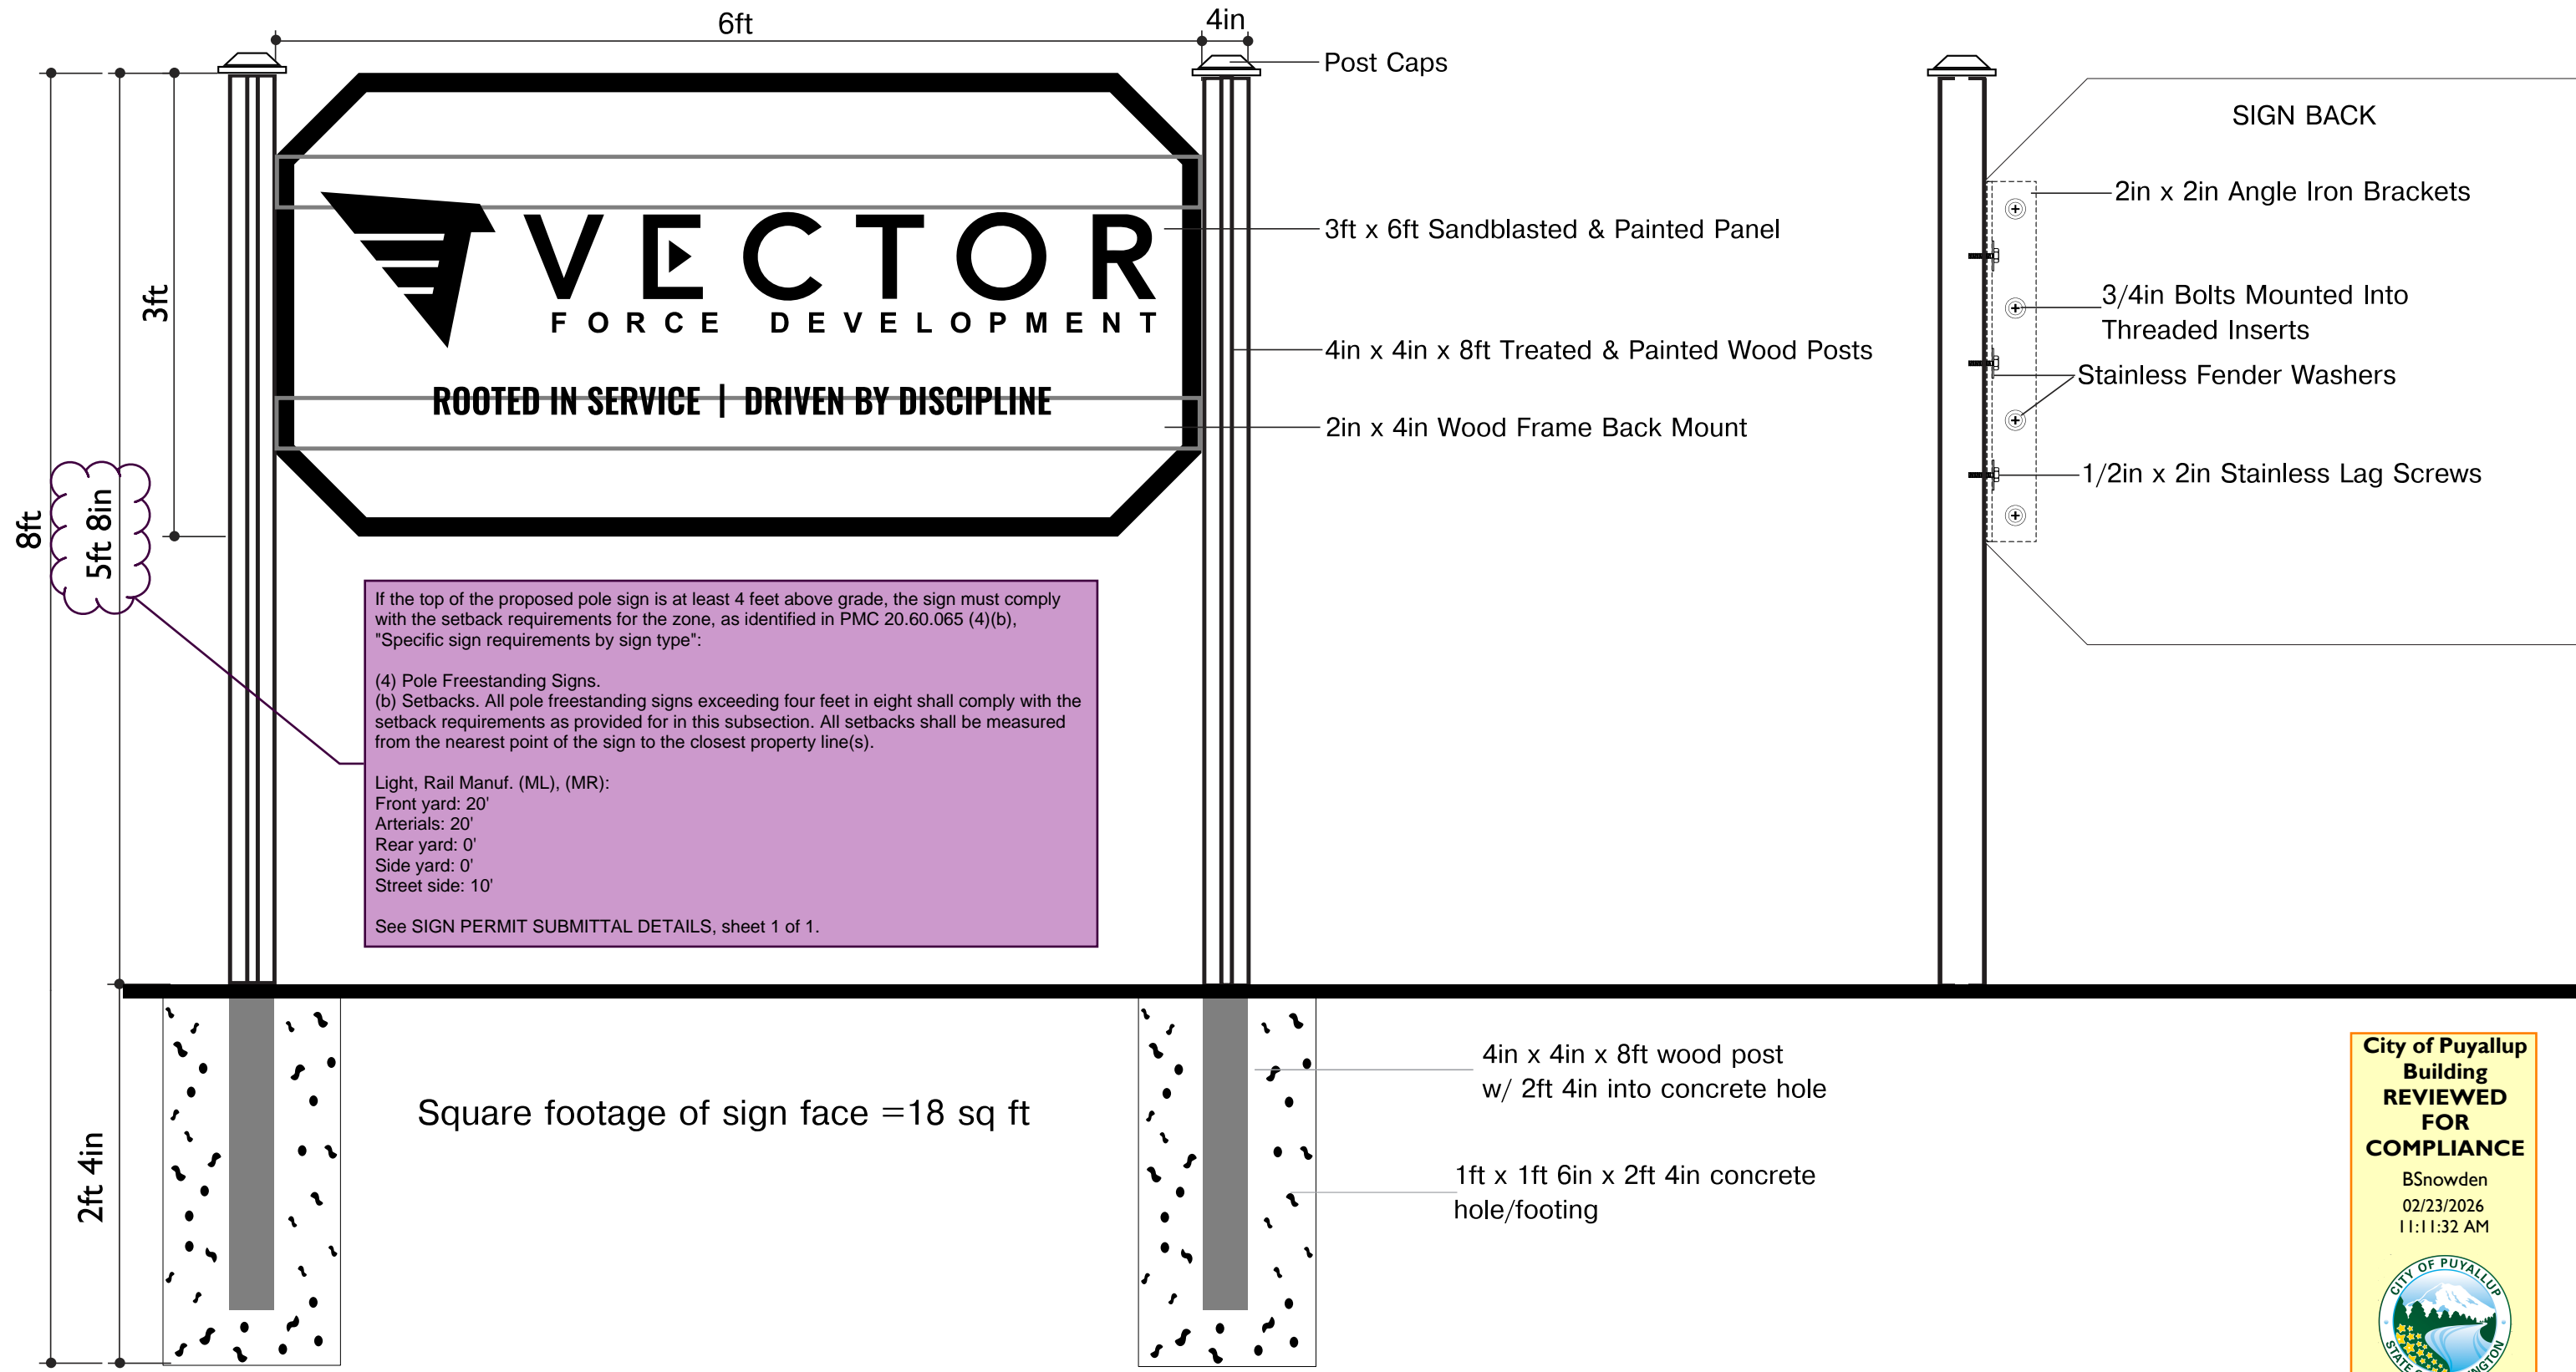 6ft
4in
Post Caps
SIGN BACK
2in x 2in Angle Iron Brackets
3ft
VECTOR
FORCE DEVELOPMENT
3ft x 6ft Sandblasted & Painted Panel
3/4in Bolts Mounted Into
Threaded Inserts
4in x 4in x 8ft Treated & Painted Wood Posts
Stainless Fender Washers
ROOTED IN SERVICE | DRIVEN BY DISCIPLINE
2in x 4in Wood Frame Back Mount
1/2in x 2in Stainless Lag Screws
8ft
5ft 8in
If the top of the proposed pole sign is at least 4 feet above grade, the sign must comply
with the setback requirements for the zone, as identified in PMC 20.60.065 (4)(b),
"Specific sign requirements by sign type":
(4) Pole Freestanding Signs.
(b) Setbacks. All pole freestanding signs exceeding four feet in eight shall comply with the
setback requirements as provided for in this subsection. All setbacks shall be measured
from the nearest point of the sign to the closest property line(s).
Light, Rail Manuf. (ML), (MR):
Front yard: 20'
Arterials: 20'
Rear yard: 0'
Side yard: 0'
Street side: 10'
See SIGN PERMIT SUBMITTAL DETAILS, sheet 1 of 1.
2ft 4in
Square footage of sign face =18 sq ft
4in x 4in x 8ft wood post
w/ 2ft 4in into concrete hole
1ft x 1ft 6in x 2ft 4in concrete
hole/footing
City of Puyallup
Building
REVIEWED
FOR
COMPLIANCE
BSnowden
02/23/2026
11:11:32 AM
CITY OF PUYALLUP